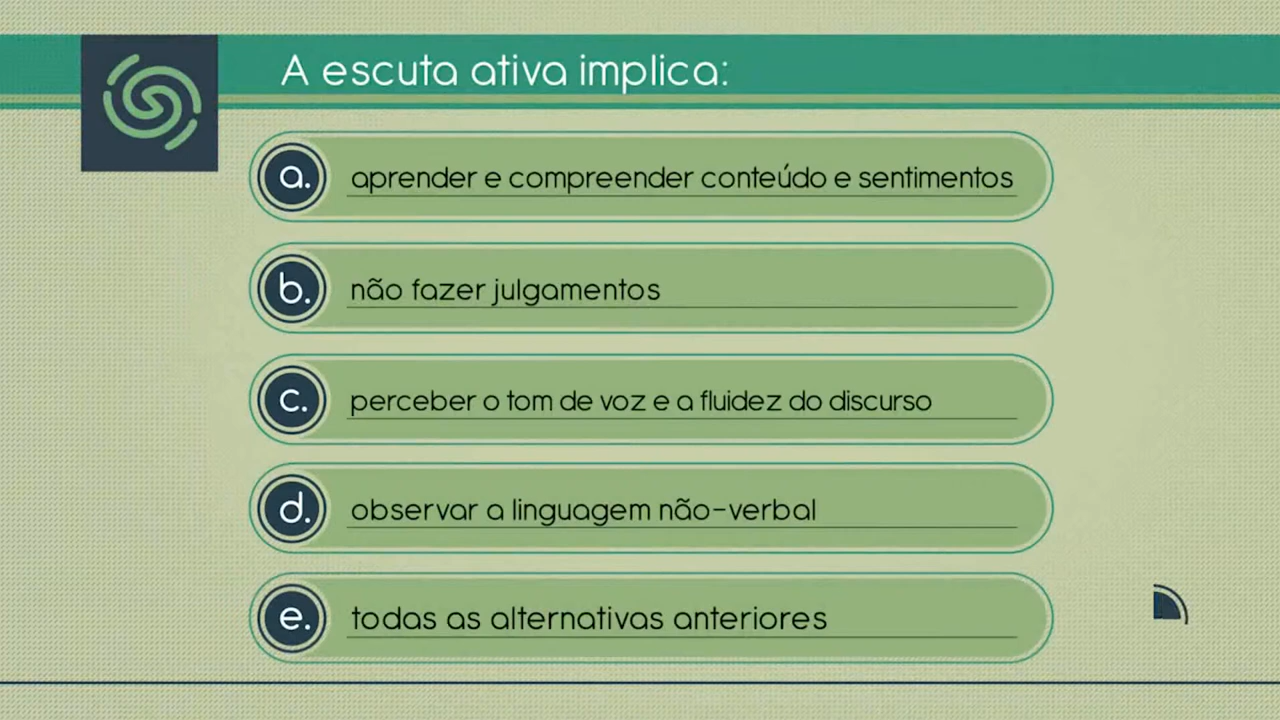 A escuta ativa implica:
a. aprender e compreender conteúdo e sentimentos
b. não fazer julgamentos
c. perceber o tom de voz e a fluidez do discurso
d. observar a linguagem não-verbal
e. todas as alternativas anteriores